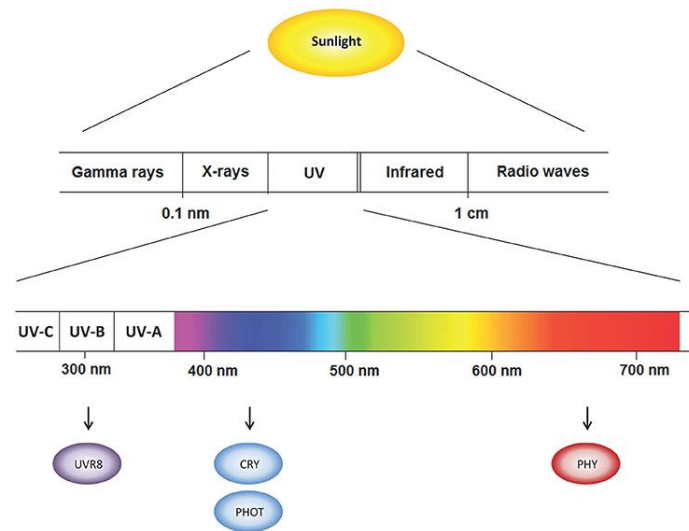 Sunlight
Gamma rays X-rays UV Infrared Radio waves
0.1 nm 1 cm
UV-C UV-B UV-A
300 nm 400 nm 500 nm 600 nm 700 nm
UVR8 CRY PHY
PHOT